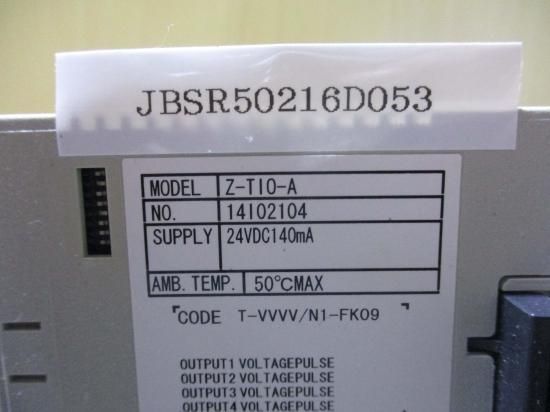 JBSR50216D053
MODEL Z-TIO-A
NO. 14I02104
SUPPLY 24VDC140mA
AMB. TEMP. 50℃MAX
CODE T-VVVV/N1-FK09
OUTPUT1 VOLTAGEPULSE
OUTPUT2 VOLTAGEPULSE
OUTPUT3 VOLTAGEPULSE
OUTPUT4 VOLTAGEPULSE